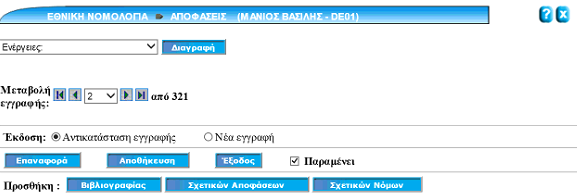 ΕΘΝΙΚΗ ΝΟΜΟΛΟΓΙΑ ΑΠΟΦΑΣΕΙΣ (ΜΑΝΙΟΣ ΒΑΣΙΛΗΣ - DE01) ? X
Ενέργειες: Διαγραφή
Μεταβολή
εγγραφής: 2 από 321
Έκδοση: Αντικατάσταση εγγραφής Νέα εγγραφή
Επαναφορά Αποθήκευση Έξοδος Παραμένει
Προσθήκη : Βιβλιογραφίας Σχετικών Αποφάσεων Σχετικών Νόμων